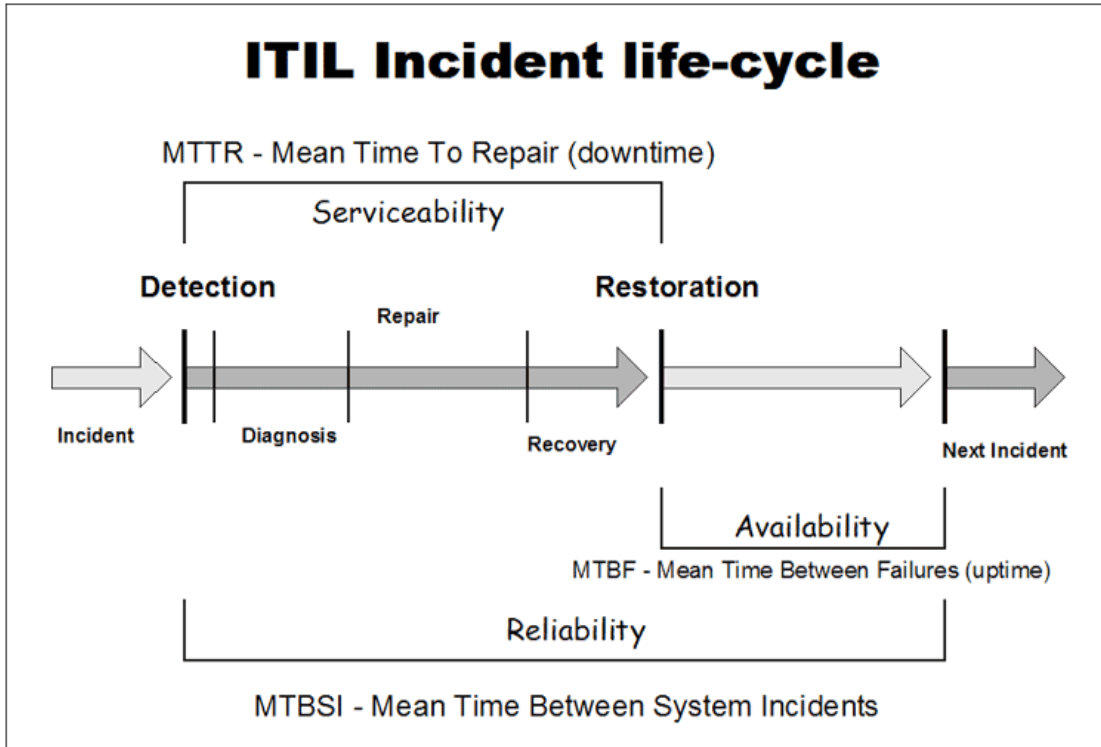 ITIL Incident life-cycle
MTTR - Mean Time To Repair (downtime)
Serviceability
Detection
Restoration
Repair
Incident
Diagnosis
Recovery
Next Incident
Availability
MTBF - Mean Time Between Failures (uptime)
Reliability
MTBSI - Mean Time Between System Incidents